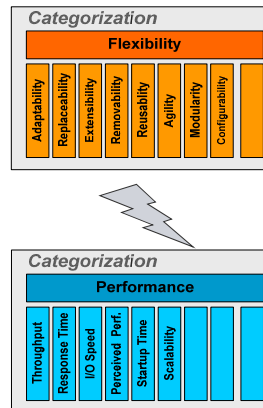 Categorization
Flexibility
Adaptability
Replaceability
Extensibility
Removability
Reusability
Agility
Modularity
Configurability
Categorization
Performance
Throughput
Response Time
I/O Speed
Perceived Perf.
Startup Time
Scalability